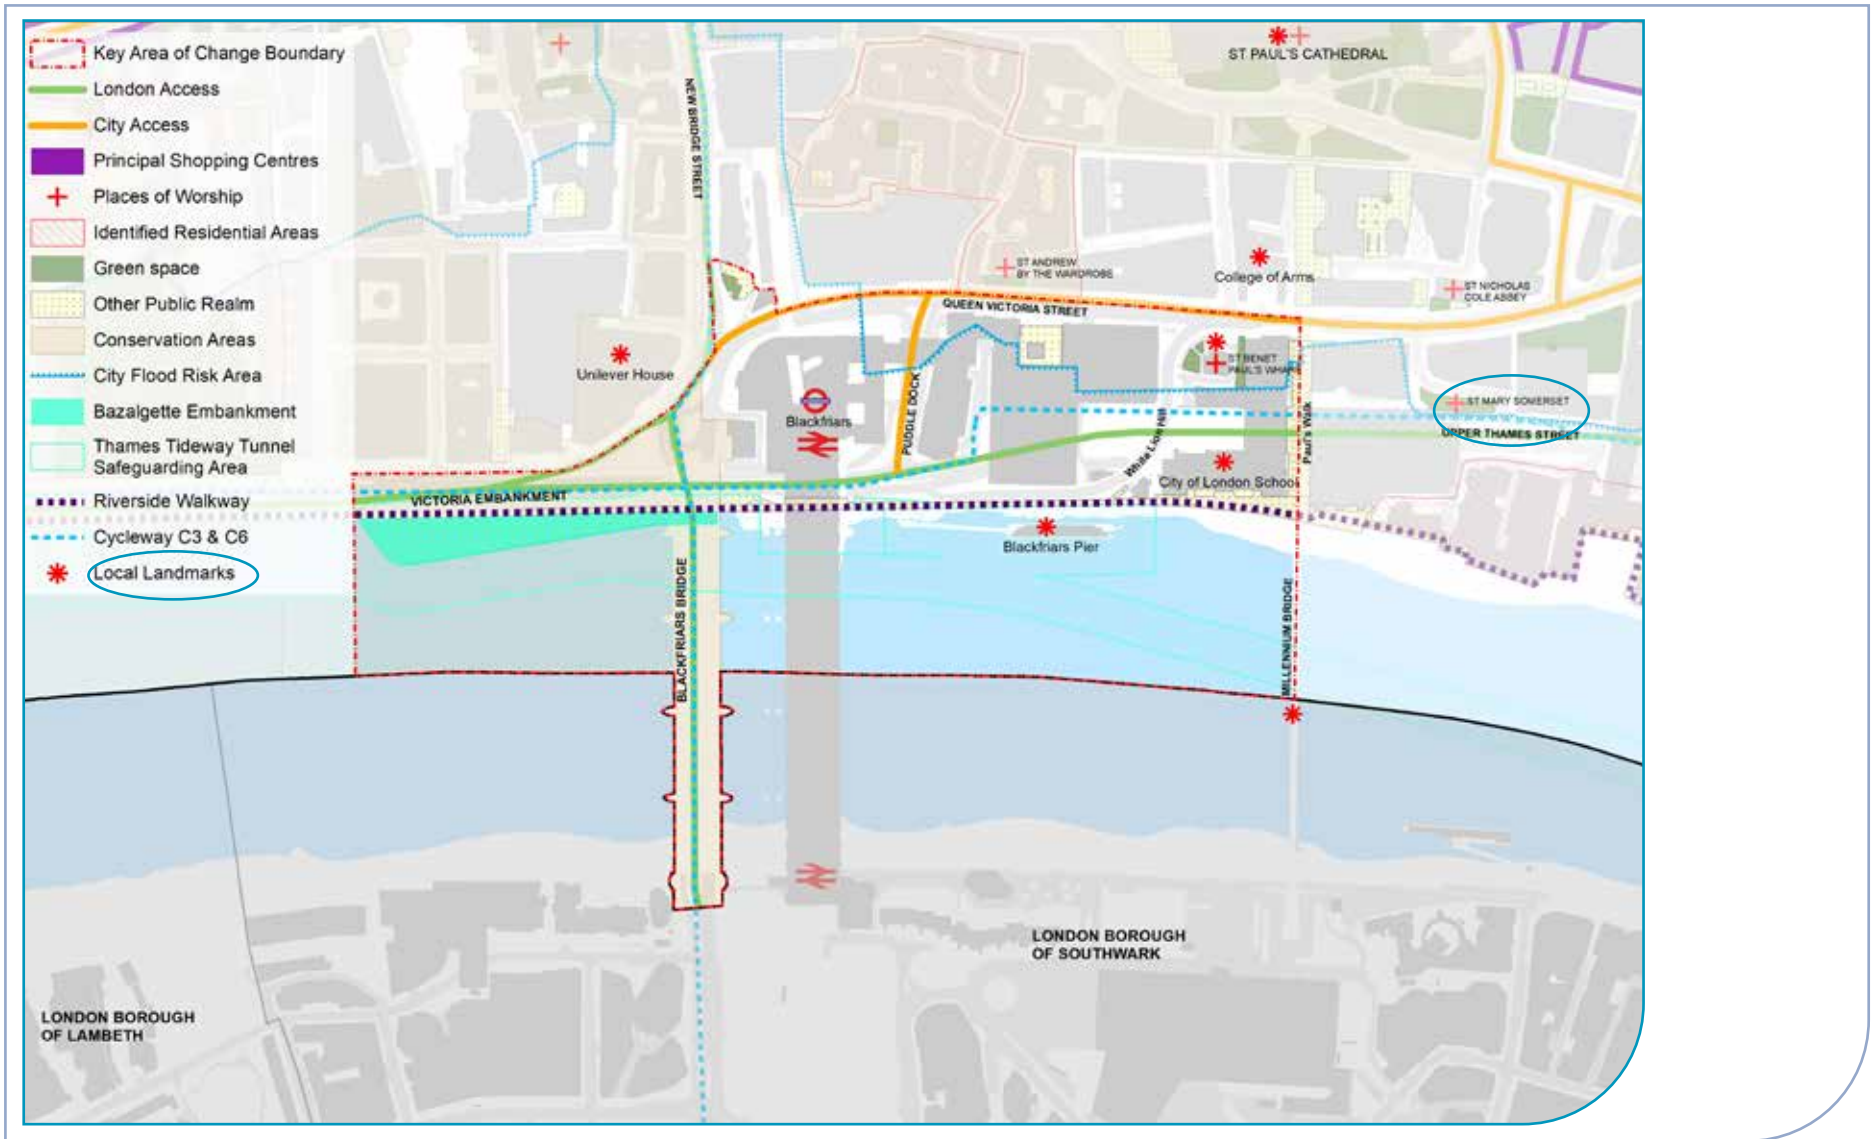 Key Area of Change Boundary
London Access
City Access
Principal Shopping Centres
Places of Worship
Identified Residential Areas
Green space
Other Public Realm
Conservation Areas
City Flood Risk Area
Bazalgette Embankment
Thames Tideway Tunnel
Safeguarding Area
Riverside Walkway
Cycleway C3 & C6
Local Landmarks
ST PAUL'S CATHEDRAL
NEW BRIDGE STREET
ST ANDREW
BY THE WARDROBE
College of Arms
ST NICHOLAS
COLE ABBEY
QUEEN VICTORIA STREET
Unilever House
ST BENET
PAUL'S WHARF
Blackfriars
PUDDLE DOCK
ST MARY SOMERSET
UPPER THAMES STREET
White Lion Hill
Paul's Walk
City of London School
VICTORIA EMBANKMENT
Blackfriars Pier
BLACKFRIARS BRIDGE
MILLENNIUM BRIDGE
LONDON BOROUGH
OF SOUTHWARK
LONDON BOROUGH
OF LAMBETH